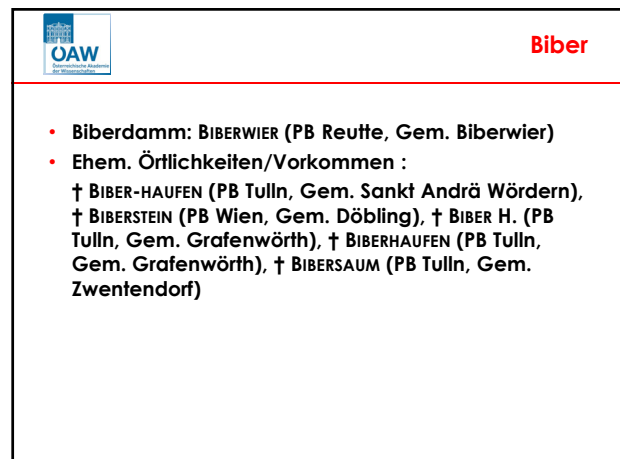 ÖAW
Österreichische Akademie
der Wissenschaften
Biber
• Biberdamm: BIBERWIER (PB Reutte, Gem. Biberwier)
• Ehem. Örtlichkeiten/Vorkommen :
† BIBER-HAUFEN (PB Tulln, Gem. Sankt Andrä Wördern),
† BIBERSTEIN (PB Wien, Gem. Döbling), † BIBER H. (PB
Tulln, Gem. Grafenwörth), † BIBERHAUFEN (PB Tulln,
Gem. Grafenwörth), † BIBERSAUM (PB Tulln, Gem.
Zwentendorf)